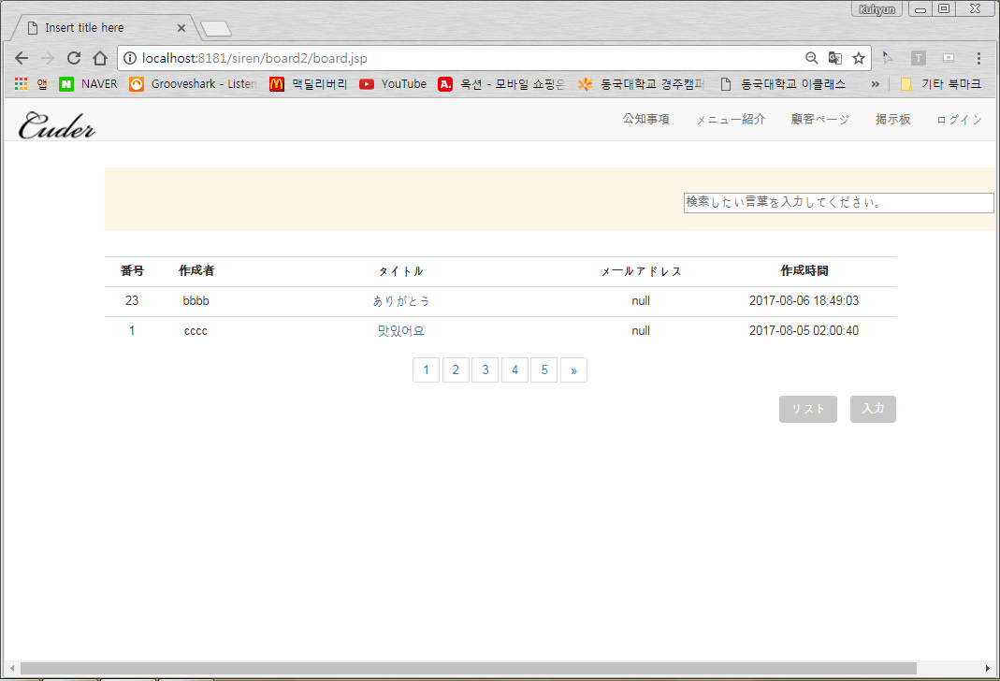 Kuhyun
Insert title here
localhost:8181/siren/board2/board.jsp
앱 NAVER Grooveshark - Listen 맥딜리버리 YouTube 옥션 - 모바일 쇼핑은 동국대학교 경주캠퍼 동국대학교 이클래스 » 기타 북마크
Cuder 公知事項 メニュー紹介 顧客ページ 掲示板 ログイン
検索したい言葉を入力してください。
番号 作成者 タイトル メールアドレス 作成時間
23 bbbb ありがとう null 2017-08-06 18:49:03
1 cccc 맛있어요 null 2017-08-05 02:00:40
1 2 3 4 5 »
リスト 入力